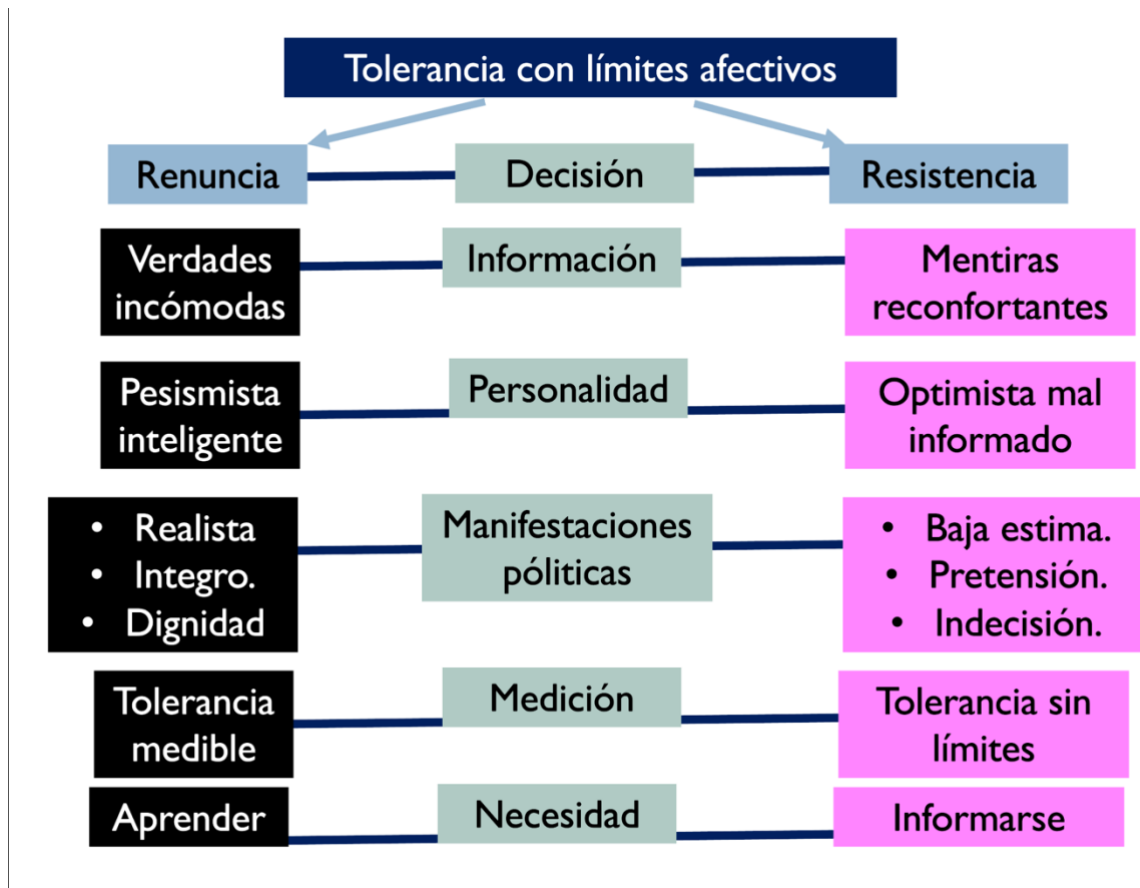 Tolerancia con límites afectivos
Renuncia
Decisión
Resistencia
Verdades
incómodas
Información
Mentiras
reconfortantes
Pesismista
inteligente
Personalidad
Optimista mal
informado
• Realista
• Integro.
• Dignidad
Manifestaciones
póliticas
• Baja estima.
• Pretensión.
• Indecisión.
Tolerancia
medible
Medición
Tolerancia sin
límites
Aprender
Necesidad
Informarse